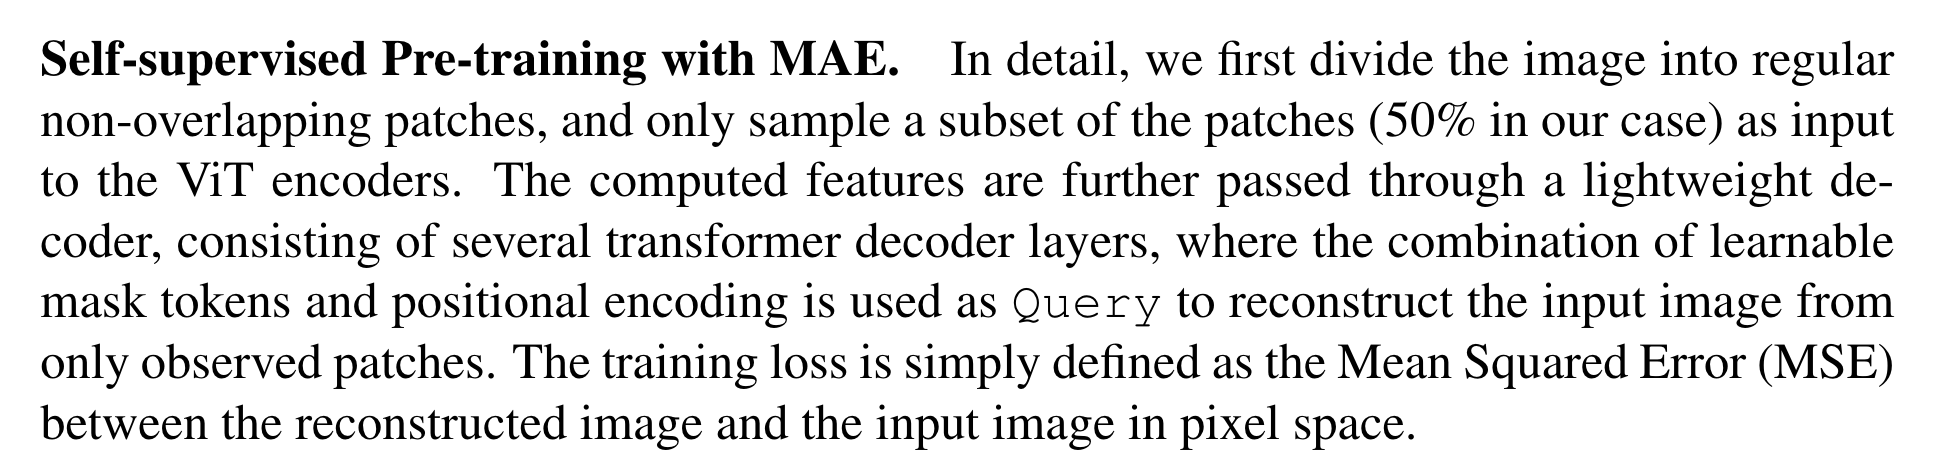 Self-supervised Pre-training with MAE. In detail, we first divide the image into regular
non-overlapping patches, and only sample a subset of the patches (50% in our case) as input
to the ViT encoders. The computed features are further passed through a lightweight de-
coder, consisting of several transformer decoder layers, where the combination of learnable
mask tokens and positional encoding is used as Query to reconstruct the input image from
only observed patches. The training loss is simply defined as the Mean Squared Error (MSE)
between the reconstructed image and the input image in pixel space.